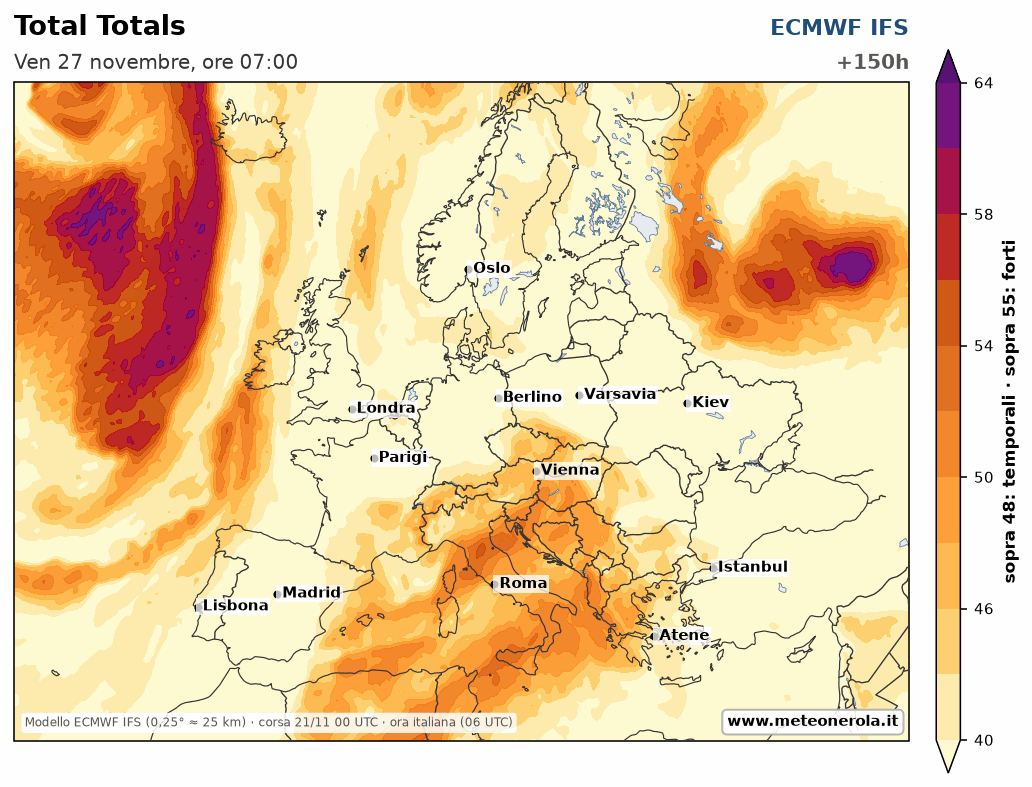 Total Totals
ECMWF IFS
Ven 27 novembre, ore 07:00
+150h
64
58
54
50
46
40
sopra 48: temporali · sopra 55: forti
Oslo
Berlino
Varsavia
Kiev
Londra
Parigi
Vienna
Istanbul
Roma
Madrid
Lisbona
Atene
Modello ECMWF IFS (0,25° ≈ 25 km) · corsa 21/11 00 UTC · ora italiana (06 UTC)
www.meteonerola.it